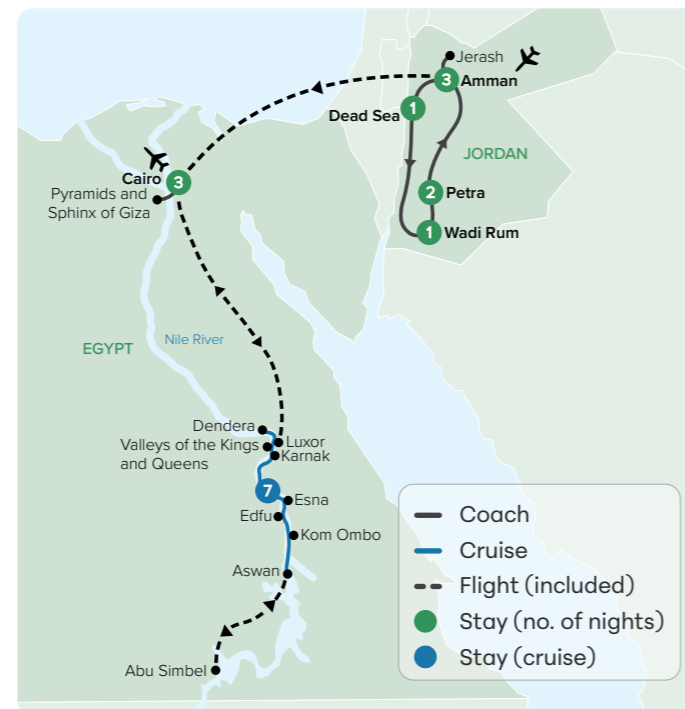 Jerash
3 Amman
Dead Sea 1
JORDAN
2 Petra
1 Wadi Rum
Cairo 3
Pyramids and
Sphinx of Giza
EGYPT
Nile River
Dendera
Luxor
Valleys of the Kings
and Queens
Karnak
7
Esna
Edfu
Kom Ombo
Aswan
Abu Simbel
Coach
Cruise
Flight (included)
Stay (no. of nights)
Stay (cruise)